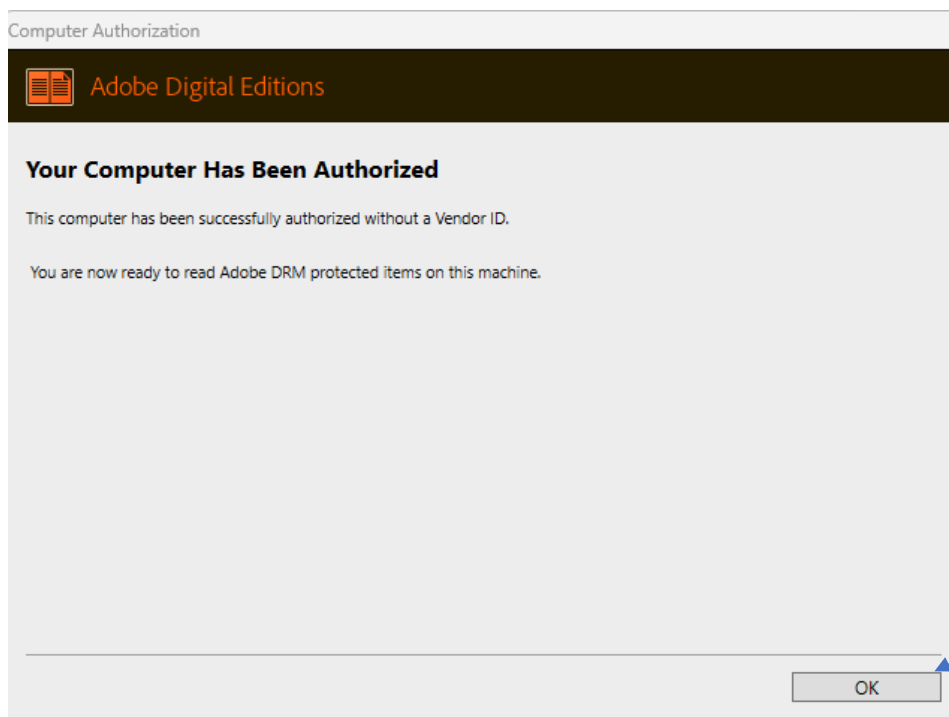 Computer Authorization
Adobe Digital Editions
Your Computer Has Been Authorized
This computer has been successfully authorized without a Vendor ID.
You are now ready to read Adobe DRM protected items on this machine.
OK